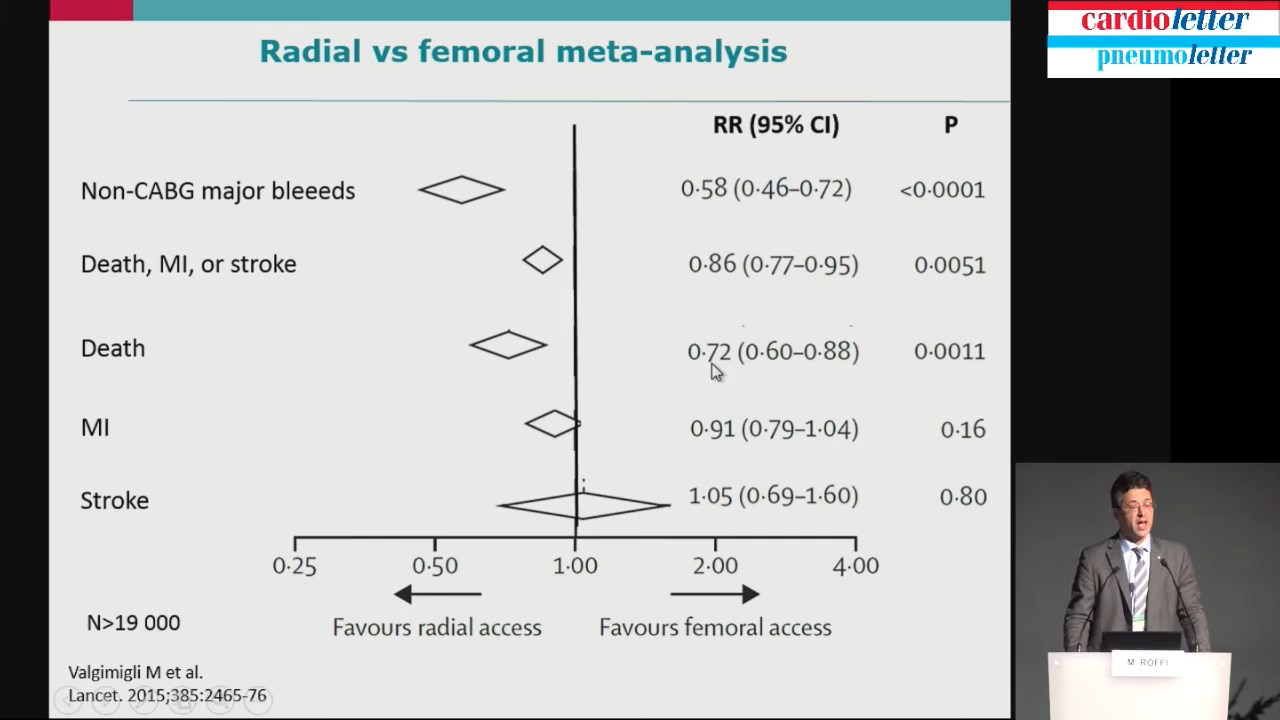 cardioletter
pneumoletter
Radial vs femoral meta-analysis
RR (95% CI) P
Non-CABG major bleeeds 0·58 (0·46–0·72) <0·0001
Death, MI, or stroke 0·86 (0·77–0·95) 0·0051
Death 0·72 (0·60–0·88) 0·0011
MI 0·91 (0·79–1·04) 0·16
Stroke 1·05 (0·69–1·60) 0·80
0·25 0·50 1·00 2·00 4·00
Favours radial access Favours femoral access
N>19 000
Valgimigli M et al.
Lancet. 2015;385:2465-76
M ROFFI